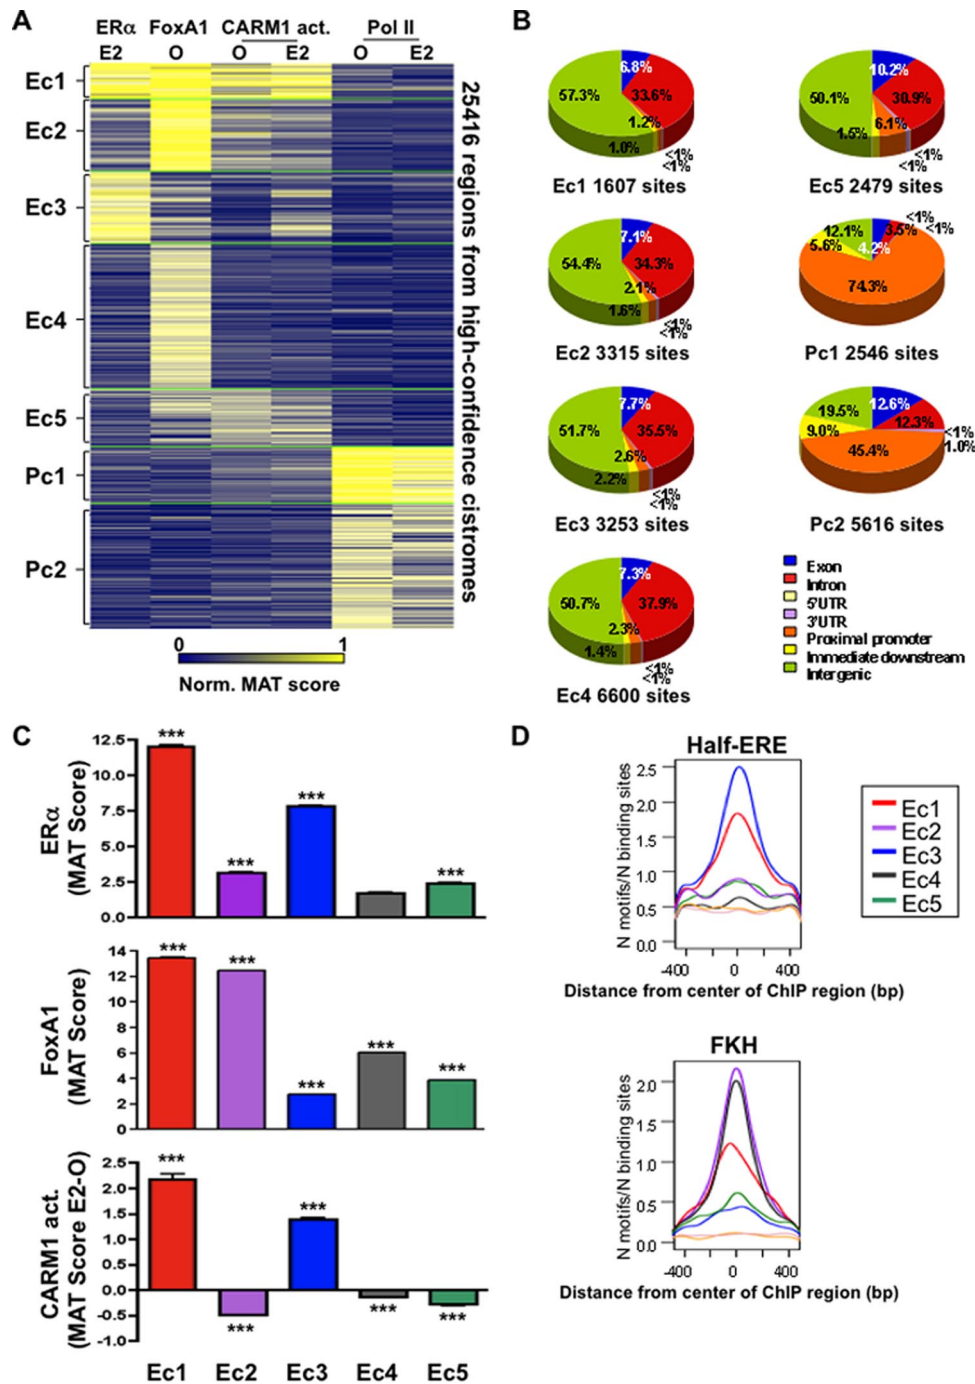 A
ERα FoxA1 CARM1 act. Pol II
E2 O O E2 O E2
Ec1
Ec2
Ec3
Ec4
Ec5
Pc1
Pc2
25416 regions from high-confidence cistromes
0 1
Norm. MAT score
B
6.8%
57.3% 33.6%
1.2%
1.0%
<1%
<1%
Ec1 1607 sites
10.2%
50.1% 30.9%
6.1%
1.5%
<1%
<1%
Ec5 2479 sites
7.1%
54.4% 34.3%
2.1%
1.6%
<1%
<1%
Ec2 3315 sites
<1%
12.1% 3.5% <1%
5.6% 4.2%
74.3%
Pc1 2546 sites
7.7%
51.7% 35.5%
2.6%
2.2%
<1%
<1%
Ec3 3253 sites
12.6%
19.5% 12.3%
9.0% <1%
45.4% 1.0%
Pc2 5616 sites
7.3%
50.7% 37.9%
2.3%
1.4%
<1%
<1%
Ec4 6600 sites
Exon
Intron
5'UTR
3'UTR
Proximal promoter
Immediate downstream
Intergenic
C
ERα
(MAT Score)
12.5
10.0
7.5
5.0
2.5
0.0
*** *** *** ***
FoxA1
(MAT Score)
14
12
10
8
6
4
2
0
*** *** *** *** ***
CARM1 act.
(MAT Score E2-O)
2.5
2.0
1.5
1.0
0.5
0.0
-0.5
-1.0
*** *** *** *** ***
Ec1 Ec2 Ec3 Ec4 Ec5
D
Half-ERE
N motifs/N binding sites
2.5
2.0
1.5
1.0
0.5
0.0
-400 0 400
Distance from center of ChIP region (bp)
Ec1
Ec2
Ec3
Ec4
Ec5
FKH
N motifs/N binding sites
2.0
1.5
1.0
0.5
0.0
-400 0 400
Distance from center of ChIP region (bp)